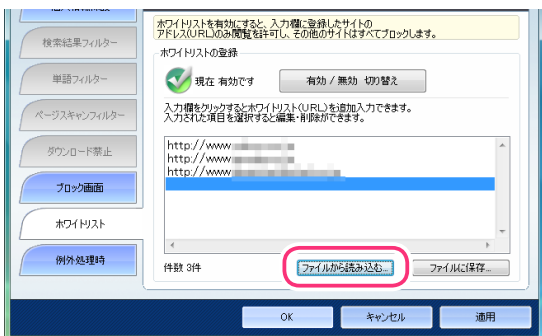 ホワイトリストを有効にすると、入力欄に登録したサイトの
アドレス(URL)のみ閲覧を許可し、その他のサイトはすべてブロックします。
検索結果フィルター
単語フィルター
ページスキャンフィルター
ダウンロード禁止
ブロック画面
ホワイトリスト
例外処理時
ホワイトリストの登録
現在 有効です
有効 / 無効 切り替え
入力欄をクリックするとホワイトリスト(URL)を追加入力できます。
入力された項目を選択すると編集・削除ができます。
http://www
http://www
http://www
件数 3件
ファイルから読み込む...
ファイルに保存...
OK
キャンセル
適用